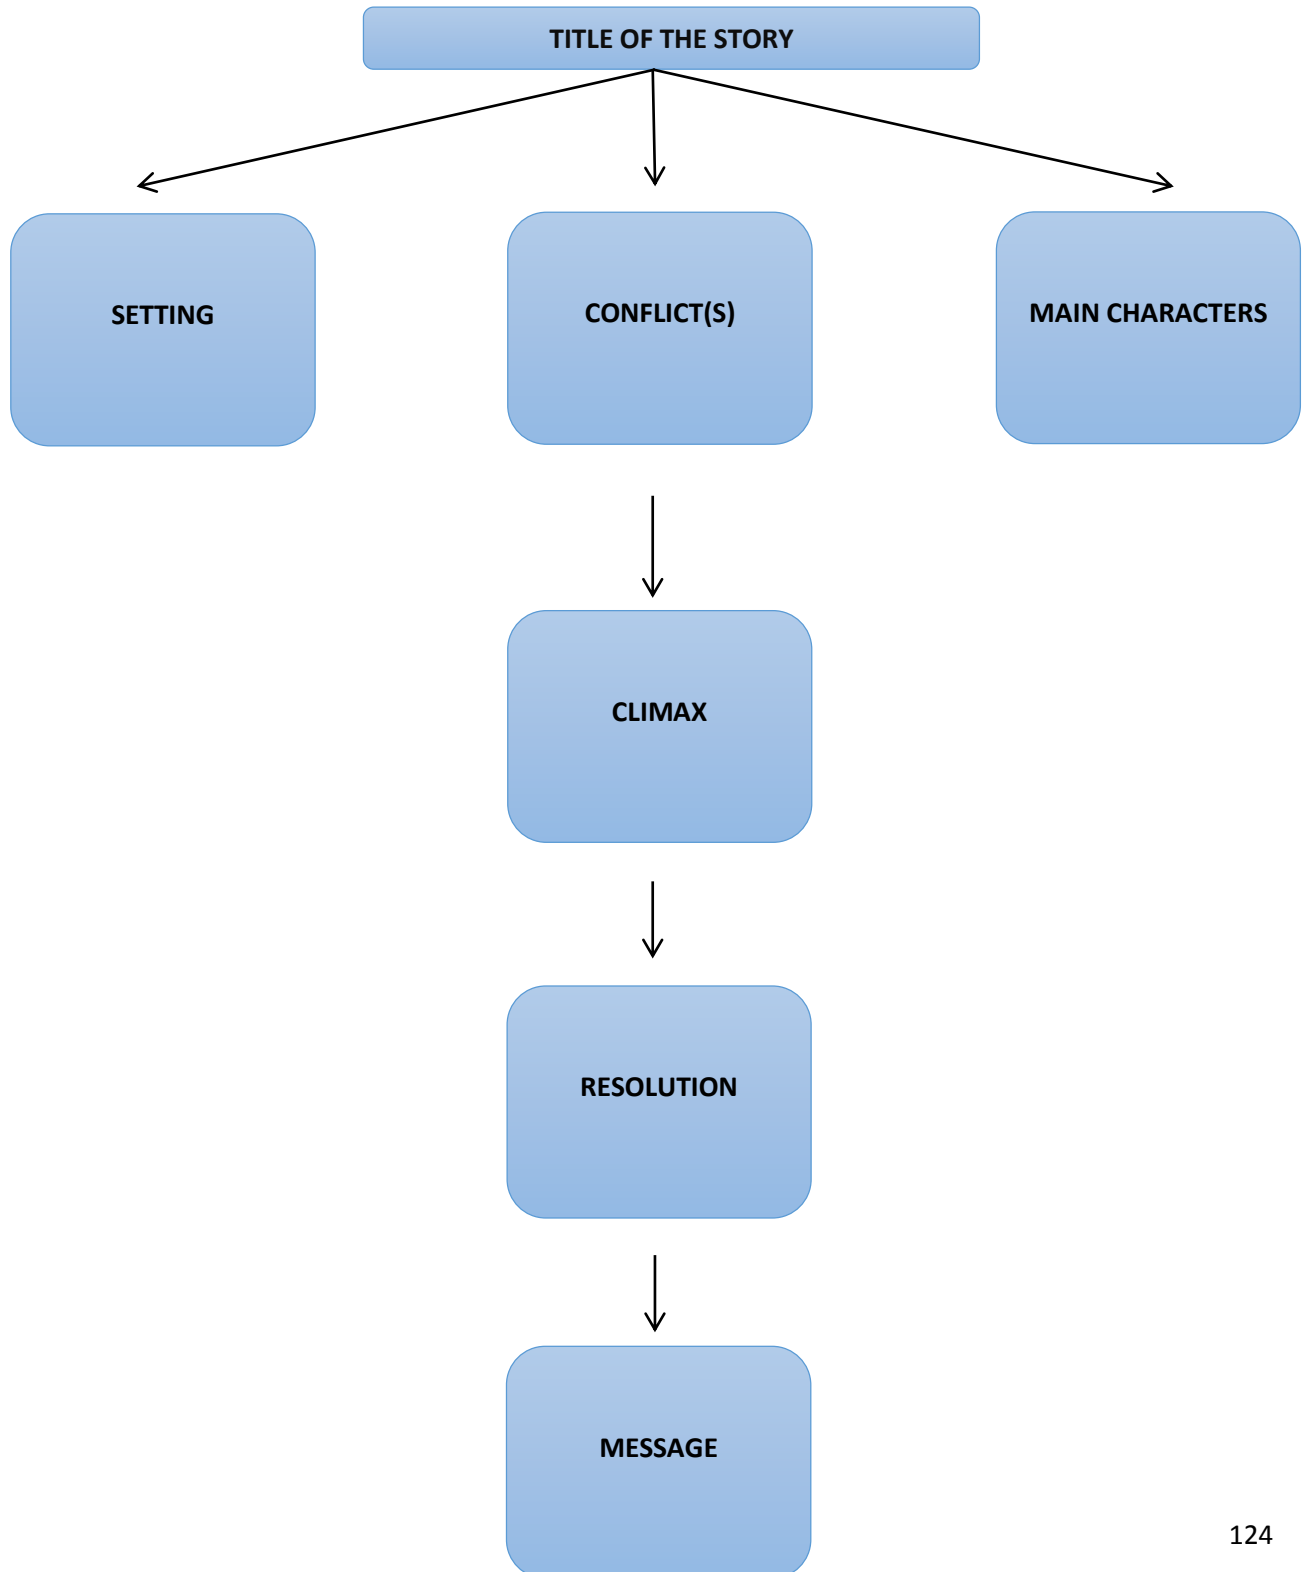 TITLE OF THE STORY
SETTING
CONFLICT(S)
MAIN CHARACTERS
CLIMAX
RESOLUTION
MESSAGE
124